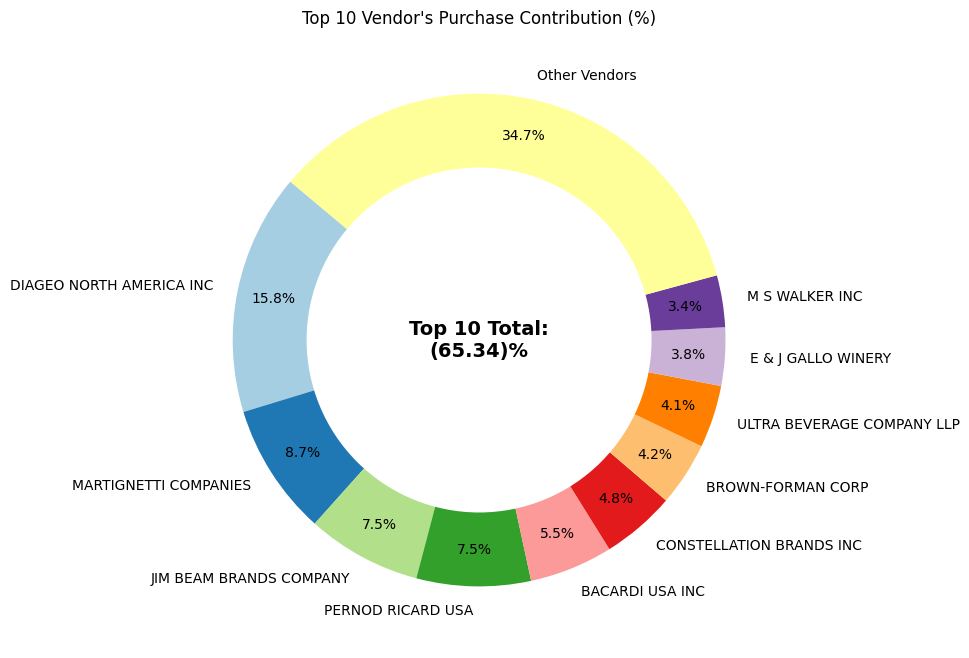 Top 10 Vendor's Purchase Contribution (%)
Other Vendors
34.7%
DIAGEO NORTH AMERICA INC
15.8%
M S WALKER INC
3.4%
Top 10 Total:
(65.34)%
E & J GALLO WINERY
3.8%
ULTRA BEVERAGE COMPANY LLP
4.1%
BROWN-FORMAN CORP
4.2%
MARTIGNETTI COMPANIES
8.7%
CONSTELLATION BRANDS INC
4.8%
JIM BEAM BRANDS COMPANY
7.5%
PERNOD RICARD USA
7.5%
BACARDI USA INC
5.5%